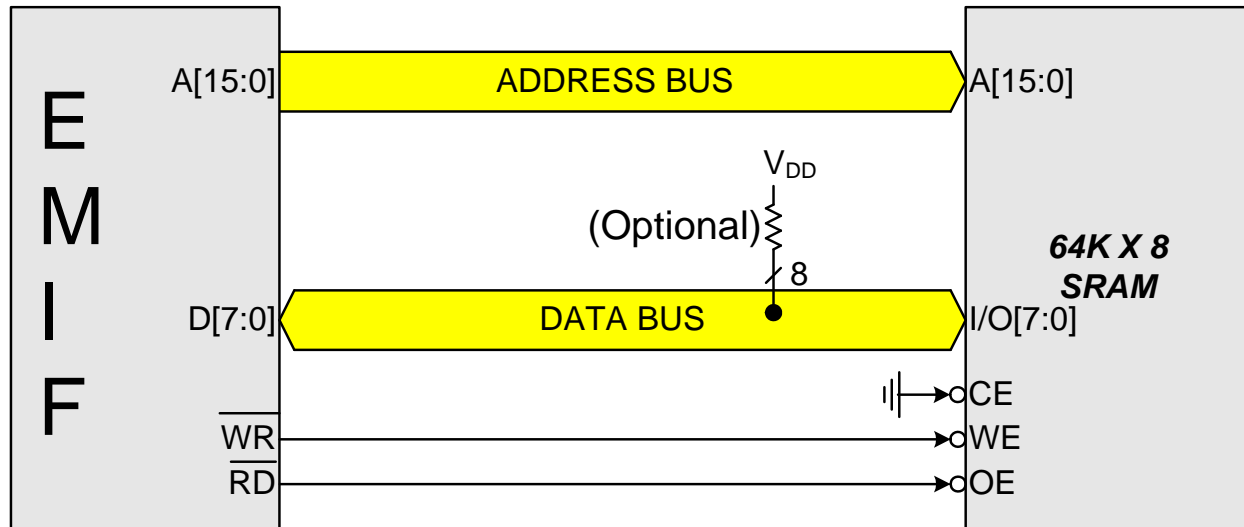 EMIF
A[15:0]
ADDRESS BUS
A[15:0]
VDD
(Optional)
8
64K X 8
SRAM
D[7:0]
DATA BUS
I/O[7:0]
CE
WR
WE
RD
OE